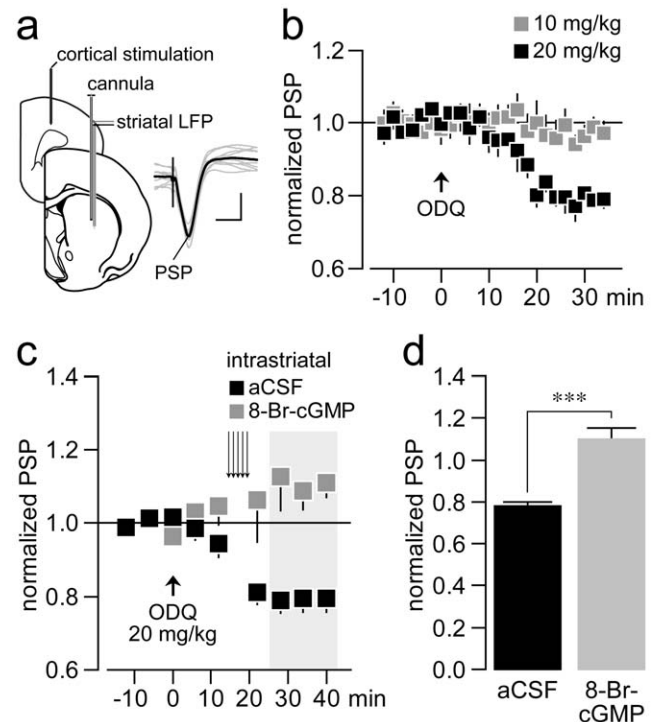 a
cortical stimulation
cannula
striatal LFP
PSP
b
10 mg/kg
20 mg/kg
normalized PSP
1.2
1.0
0.8
0.6
ODQ
-10 0 10 20 30 min
c
intrastriatal
aCSF
8-Br-cGMP
normalized PSP
1.4
1.2
1.0
0.8
0.6
ODQ
20 mg/kg
-10 0 10 20 30 40 min
d
normalized PSP
1.4
1.2
1.0
0.8
0.6
0.4
0.2
0.0
***
aCSF 8-Br-
cGMP